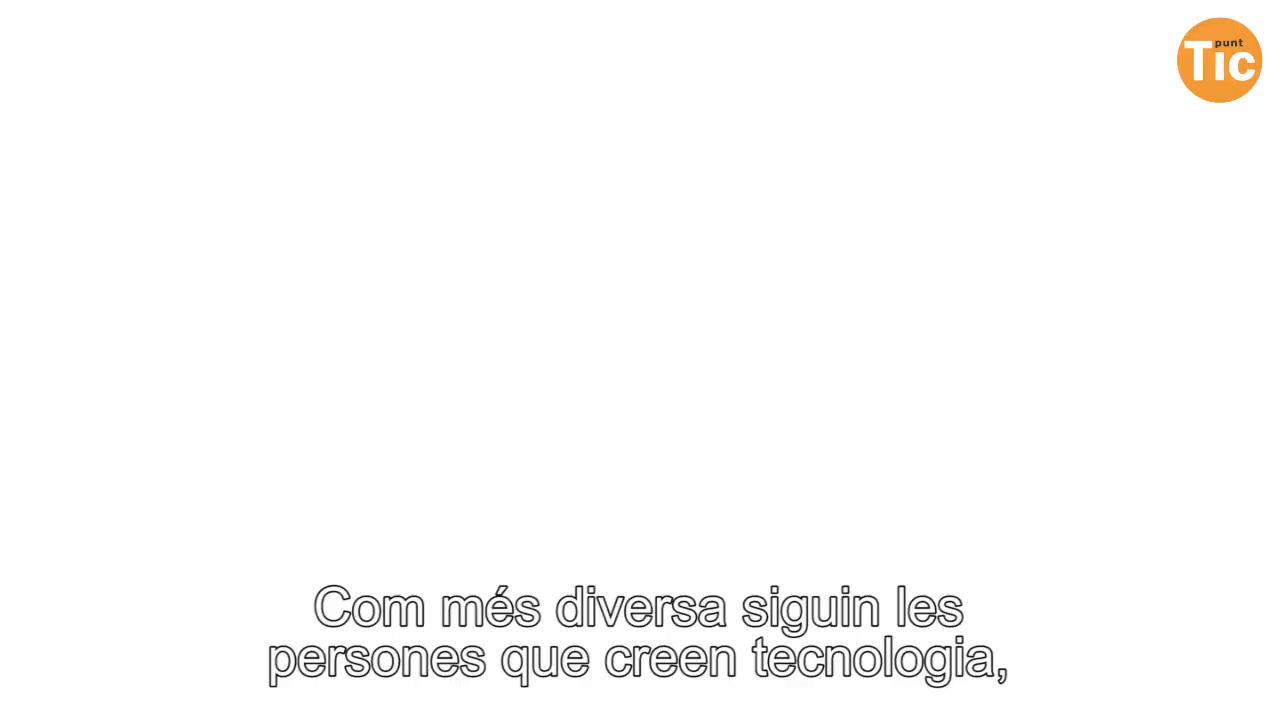 punt
Tic
Com més diversa siguin les
persones que creen tecnologia,